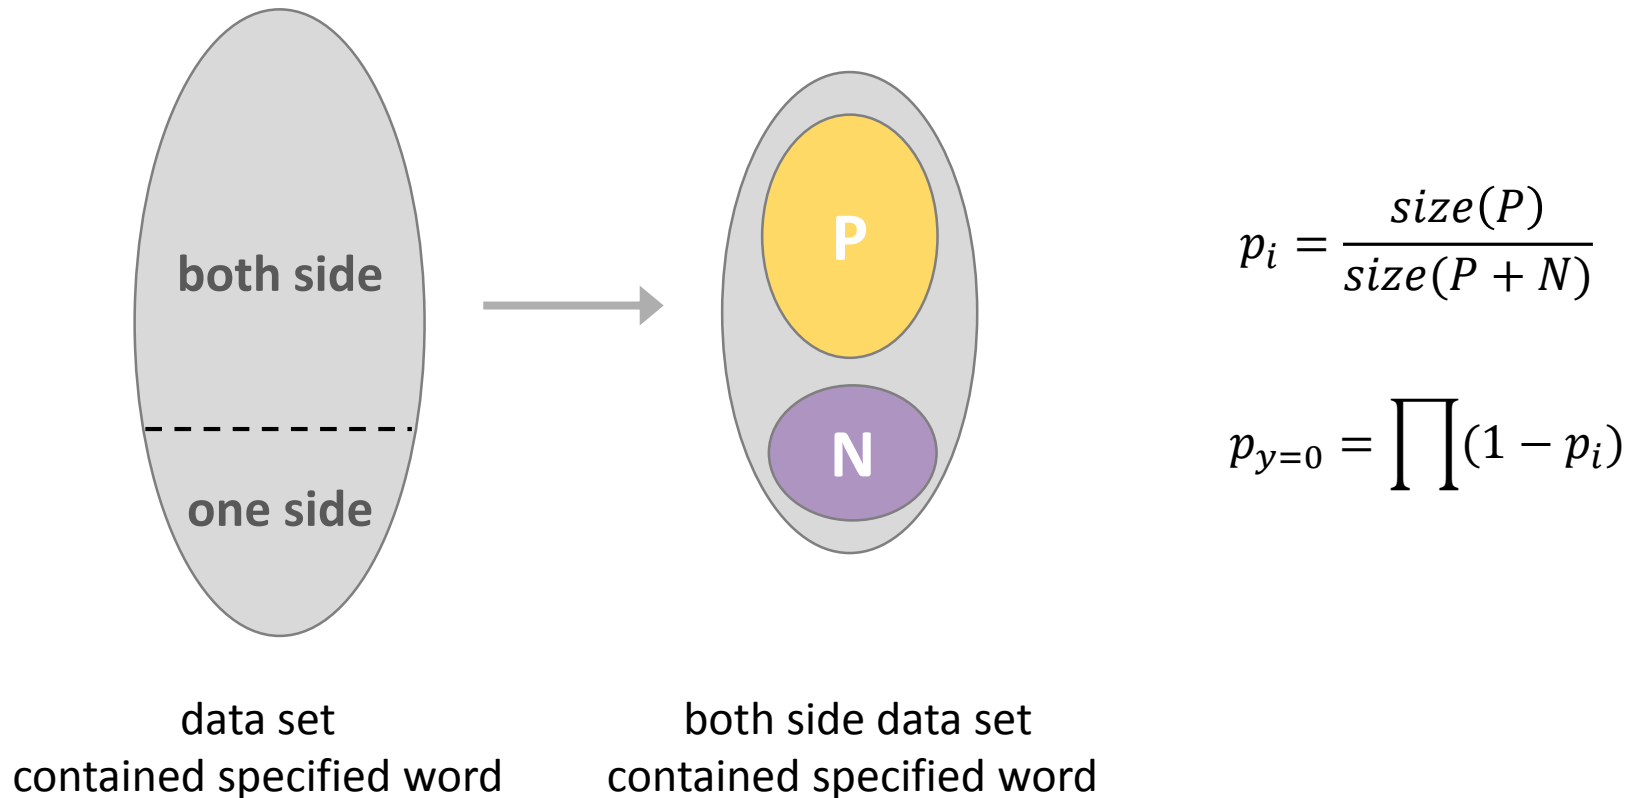 both side
one side
data set
contained specified word
P
N
both side data set
contained specified word
p_i = size(P) / size(P + N)
p_{y=0} = ∏(1 − p_i)